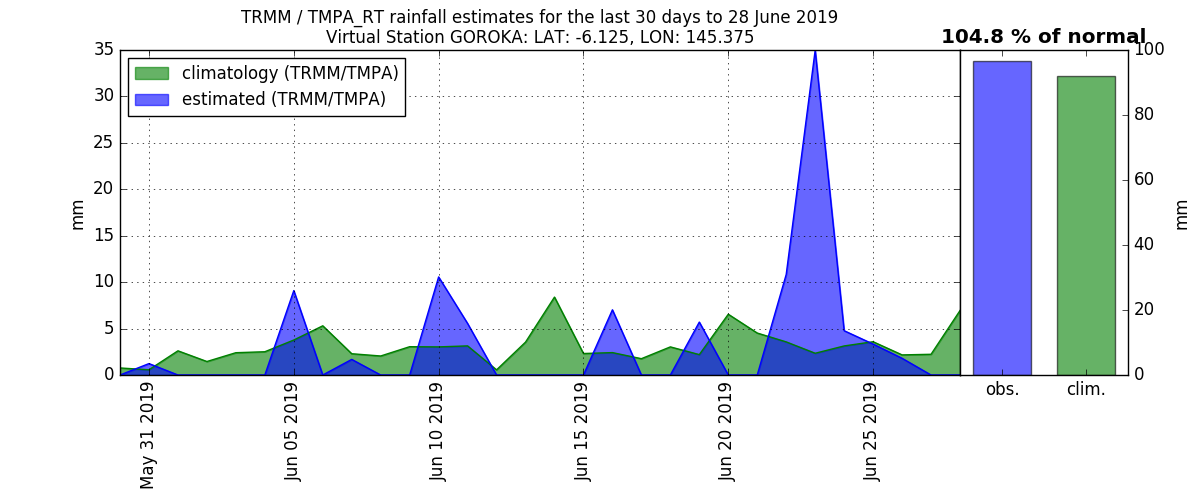 TRMM / TMPA_RT rainfall estimates for the last 30 days to 28 June 2019
Virtual Station GOROKA: LAT: -6.125, LON: 145.375
104.8 % of normal
climatology (TRMM/TMPA)
estimated (TRMM/TMPA)
35
30
25
20
15
10
5
0
mm
May 31 2019
Jun 05 2019
Jun 10 2019
Jun 15 2019
Jun 20 2019
Jun 25 2019
obs.
clim.
100
80
60
40
20
0
mm